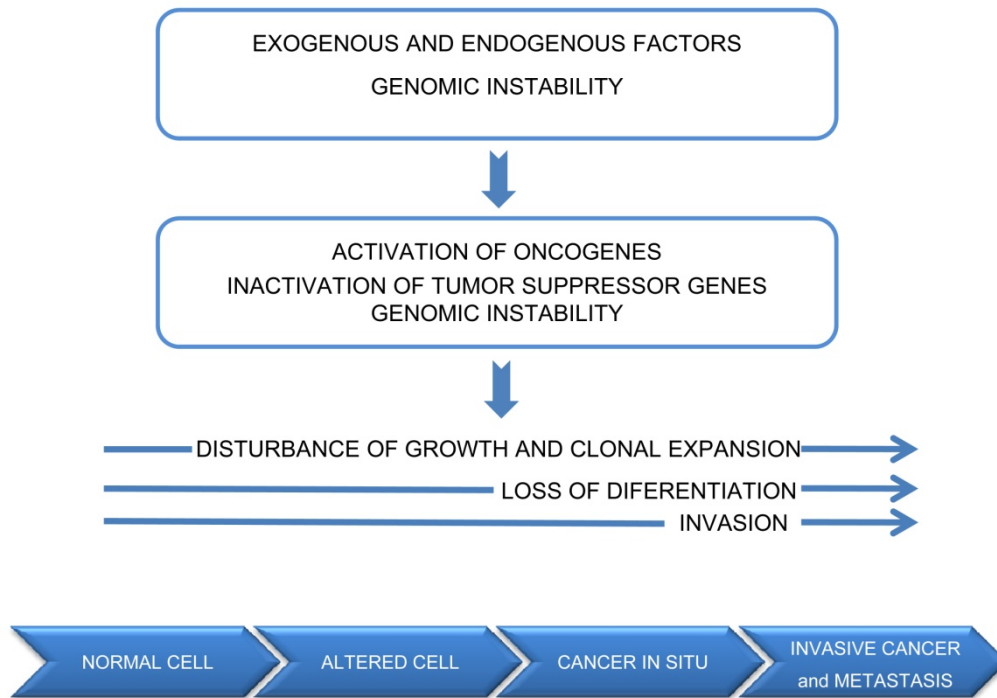 EXOGENOUS AND ENDOGENOUS FACTORS
GENOMIC INSTABILITY
ACTIVATION OF ONCOGENES
INACTIVATION OF TUMOR SUPPRESSOR GENES
GENOMIC INSTABILITY
DISTURBANCE OF GROWTH AND CLONAL EXPANSION
LOSS OF DIFERENTIATION
INVASION
NORMAL CELL
ALTERED CELL
CANCER IN SITU
INVASIVE CANCER
and METASTASIS